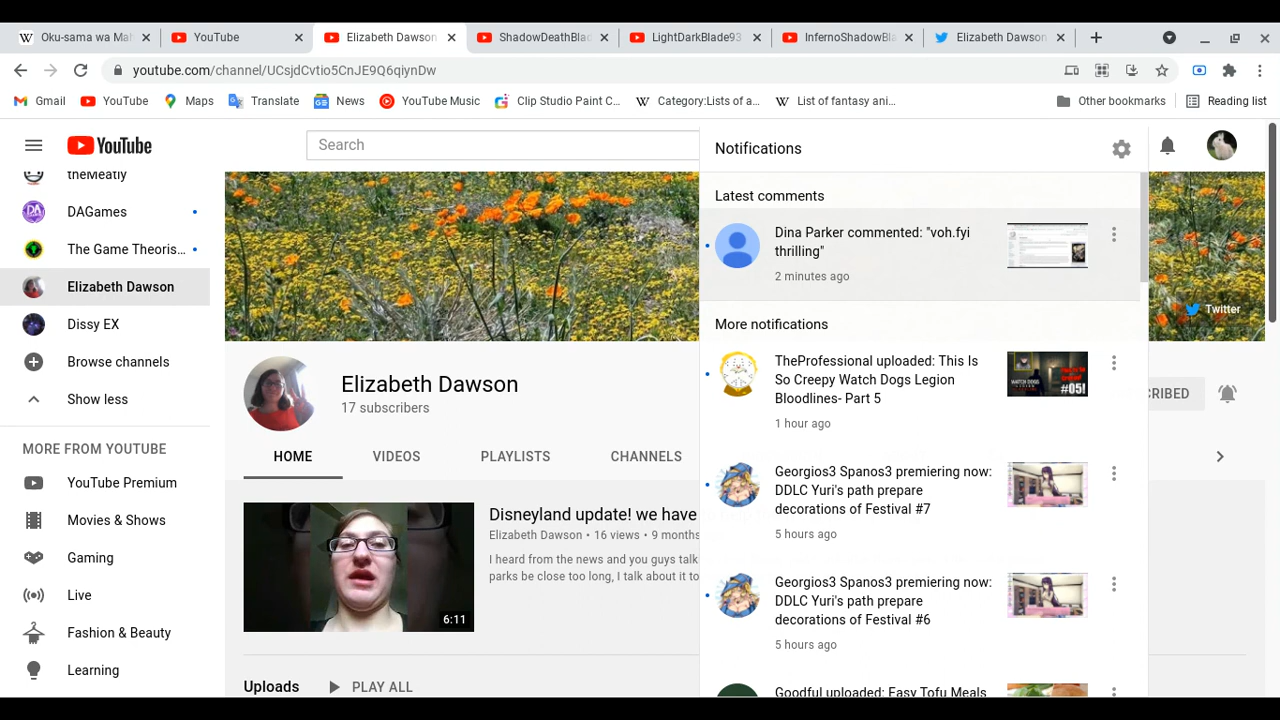 Oku-sama wa Mah
YouTube
Elizabeth Dawson
ShadowDeathBlad
LightDarkBlade93
InfernoShadowBla
Elizabeth Dawson
youtube.com/channel/UCsjdCvtio5CnJE9Q6qiynDw
Gmail
YouTube
Maps
Translate
News
YouTube Music
Clip Studio Paint C...
Category:Lists of a...
List of fantasy ani...
Other bookmarks
Reading list
YouTube
Search
theMeatly
DAGames
The Game Theoris...
Elizabeth Dawson
Dissy EX
Browse channels
Show less
MORE FROM YOUTUBE
YouTube Premium
Movies & Shows
Gaming
Live
Fashion & Beauty
Learning
Twitter
Elizabeth Dawson
17 subscribers
CRIBED
HOME
VIDEOS
PLAYLISTS
CHANNELS
6:11
Disneyland update! we have
Elizabeth Dawson • 16 views • 9 months
I heard from the news and you guys talk
parks be close too long, I talk about it to
Uploads
PLAY ALL
Notifications
Latest comments
Dina Parker commented: "voh.fyi
thrilling"
2 minutes ago
More notifications
TheProfessional uploaded: This Is
So Creepy Watch Dogs Legion
Bloodlines- Part 5
1 hour ago
WATCH DOGS
#05!
Georgios3 Spanos3 premiering now:
DDLC Yuri's path prepare
decorations of Festival #7
5 hours ago
Georgios3 Spanos3 premiering now:
DDLC Yuri's path prepare
decorations of Festival #6
5 hours ago
Goodful uploaded: Easy Tofu Meals